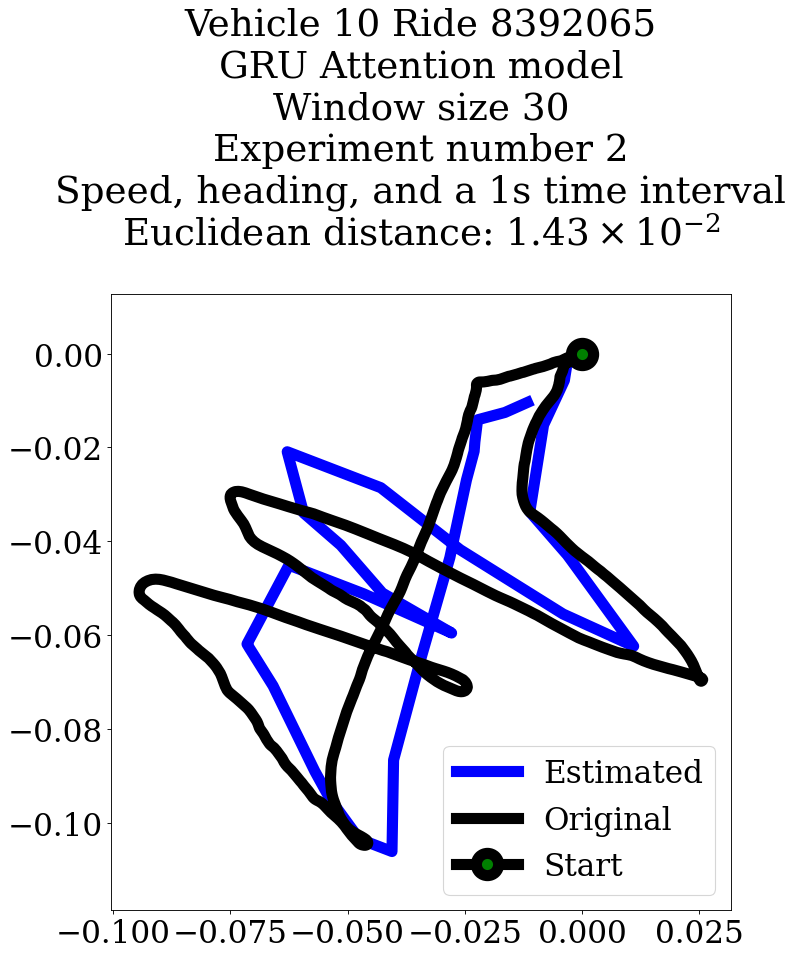 Vehicle 10 Ride 8392065
GRU Attention model
Window size 30
Experiment number 2
Speed, heading, and a 1s time interval
Euclidean distance: 1.43 × 10⁻²
0.00
−0.02
−0.04
−0.06
−0.08
−0.10
Estimated
Original
Start
−0.100 −0.075 −0.050 −0.025 0.000 0.025